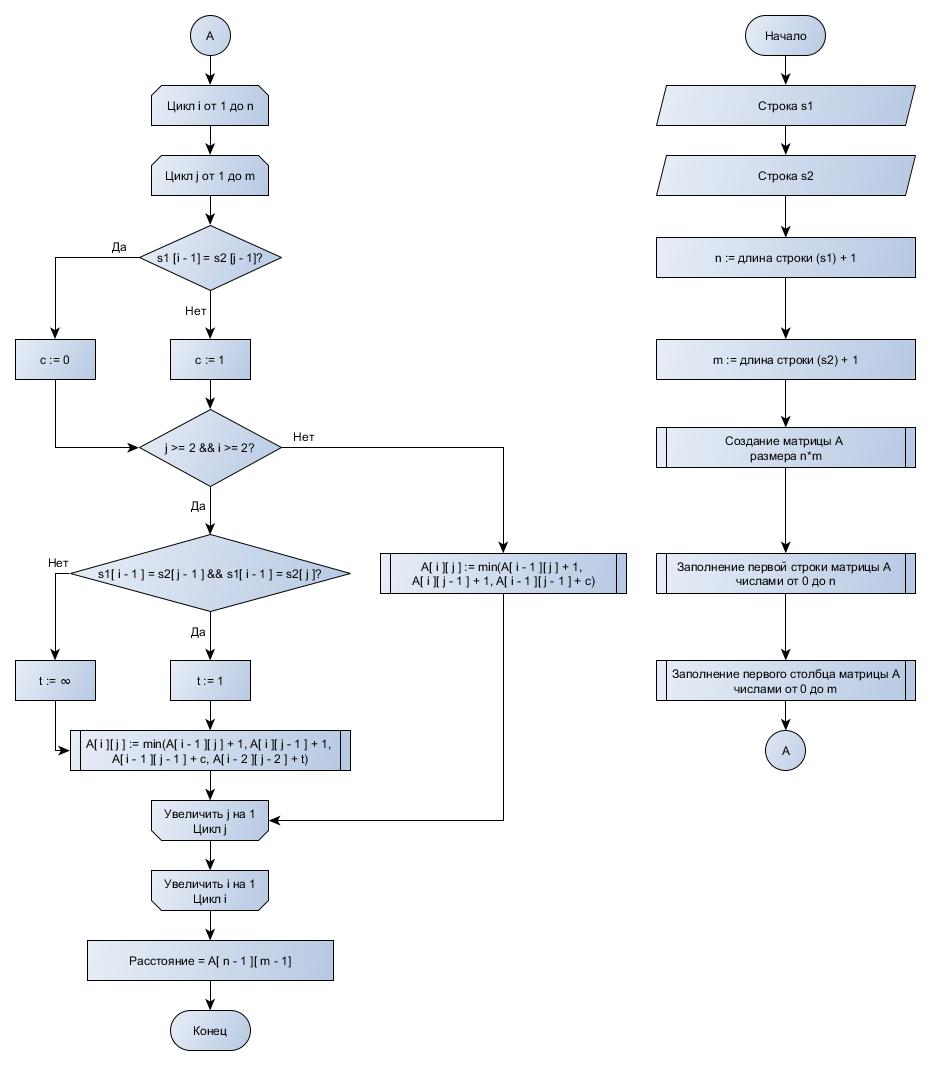 A
Цикл i от 1 до n
Цикл j от 1 до m
s1 [i - 1] = s2 [j - 1]?
Да
Нет
c := 0
c := 1
j >= 2 && i >= 2?
Нет
Да
s1[ i - 1 ] = s2[ j - 1 ] && s1[ i - 1 ] = s2[ j ]?
Нет
Да
A[ i ][ j ] := min(A[ i - 1 ][ j ] + 1,
A[ i ][ j - 1 ] + 1, A[ i - 1 ][ j - 1 ] + c)
t := ∞
t := 1
A[ i ][ j ] := min(A[ i - 1 ][ j ] + 1, A[ i ][ j - 1 ] + 1,
A[ i - 1 ][ j - 1 ] + c, A[ i - 2 ][ j - 2 ] + t)
Увеличить j на 1
Цикл j
Увеличить i на 1
Цикл i
Расстояние = A[ n - 1 ][ m - 1]
Конец
Начало
Строка s1
Строка s2
n := длина строки (s1) + 1
m := длина строки (s2) + 1
Создание матрицы A
размера n*m
Заполнение первой строки матрицы A
числами от 0 до n
Заполнение первого столбца матрицы A
числами от 0 до m
A